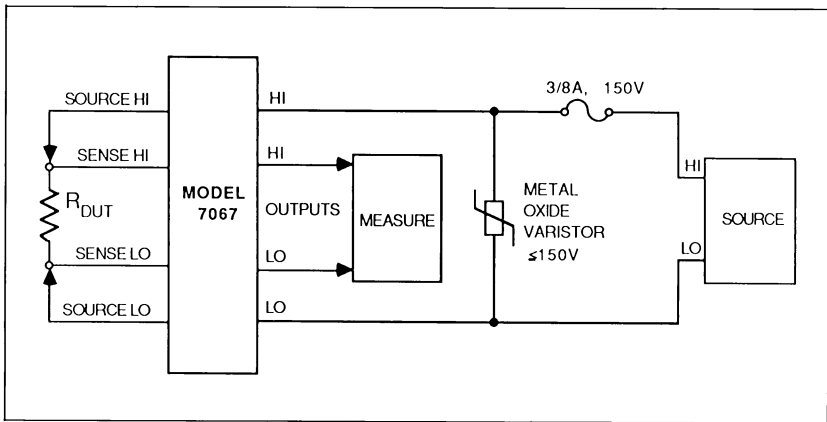 3/8A, 150V
SOURCE HI
HI
SENSE HI
HI
HI
RDUT
MODEL
7067
OUTPUTS
MEASURE
METAL
OXIDE
VARISTOR
≤150V
SOURCE
SENSE LO
LO
LO
SOURCE LO
LO